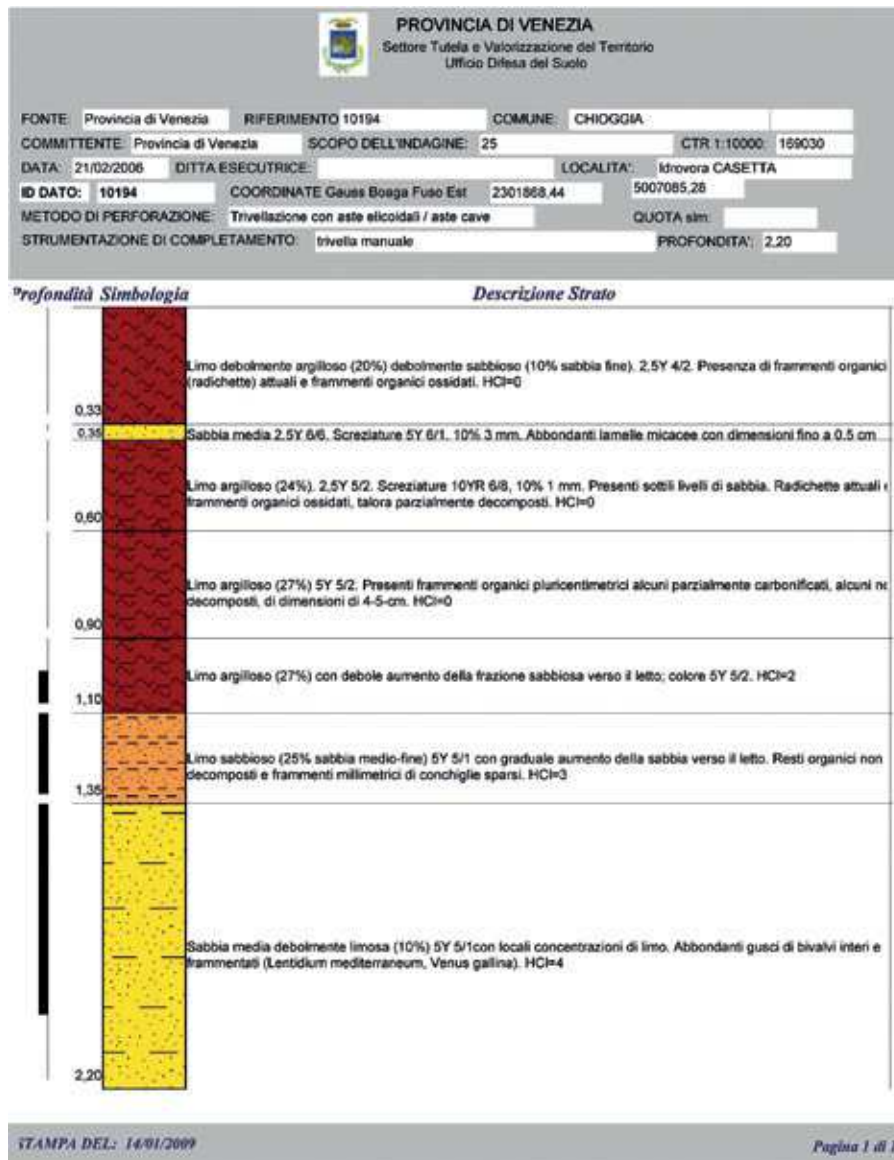 PROVINCIA DI VENEZIA
Settore Tutela e Valorizzazione del Territorio
Ufficio Difesa del Suolo
FONTE: Provincia di Venezia RIFERIMENTO 10194 COMUNE: CHIOGGIA
COMMITTENTE: Provincia di Venezia SCOPO DELL'INDAGINE: 25 CTR 1:10000: 169030
DATA: 21/02/2006 DITTA ESECUTRICE: LOCALITA': Idrovora CASETTA
ID DATO: 10194 COORDINATE Gauss Boaga Fuso Est 2301868,44 5007085,28
METODO DI PERFORAZIONE: Trivellazione con aste elicoidali / aste cave QUOTA slm:
STRUMENTAZIONE DI COMPLETAMENTO: trivella manuale PROFONDITA': 2,20
Profondità Simbologia Descrizione Strato
Limo debolmente argilloso (20%) debolmente sabbioso (10% sabbia fine). 2,5Y 4/2. Presenza di frammenti organici
(radichette) attuali e frammenti organici ossidati. HCl=0
0,33
0,35 Sabbia media 2.5Y 6/6. Screziature 5Y 6/1, 10% 3 mm. Abbondanti lamelle micacee con dimensioni fino a 0.5 cm
Limo argilloso (24%). 2,5Y 5/2. Screziature 10YR 6/8, 10% 1 mm. Presenti sottili livelli di sabbia. Radichette attuali
frammenti organici ossidati, talora parzialmente decomposti. HCl=0
0,60
Limo argilloso (27%) 5Y 5/2. Presenti frammenti organici pluricentimetrici alcuni parzialmente carbonificati, alcuni
decomposti, di dimensioni di 4-5-cm. HCl=0
0,90
Limo argilloso (27%) con debole aumento della frazione sabbiosa verso il letto; colore 5Y 5/2. HCl=2
1,10
Limo sabbioso (25% sabbia medio-fine) 5Y 5/1 con graduale aumento della sabbia verso il letto. Resti organici non
decomposti e frammenti millimetrici di conchiglie sparsi. HCl=3
1,35
Sabbia media debolmente limosa (10%) 5Y 5/1con locali concentrazioni di limo. Abbondanti gusci di bivalvi interi e
frammentati (Lentidium mediterraneum, Venus gallina). HCl=4
2,20
STAMPA DEL: 14/01/2009 Pagina 1 di 1